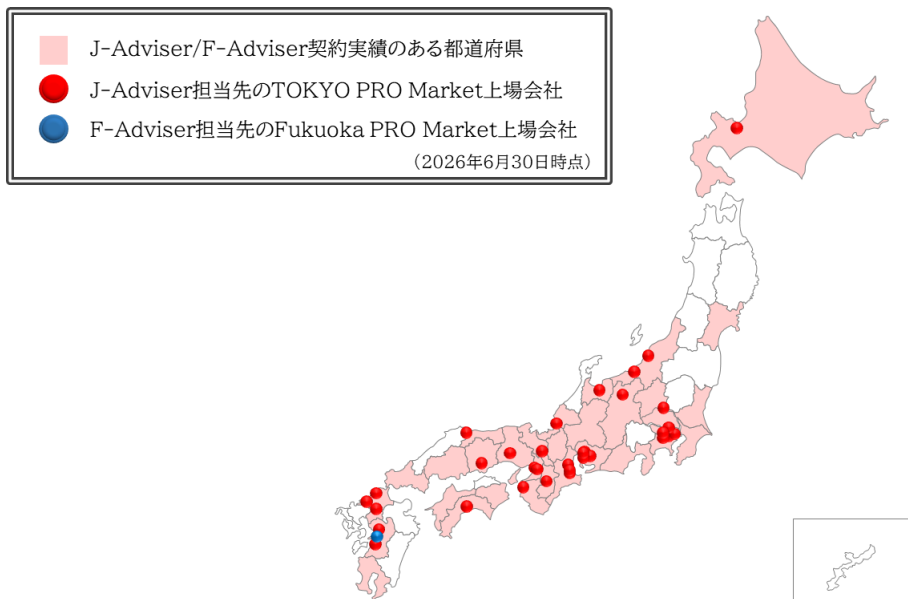 J-Adviser/F-Adviser契約実績のある都道府県
J-Adviser担当先のTOKYO PRO Market上場会社
F-Adviser担当先のFukuoka PRO Market上場会社
（2026年6月30日時点）